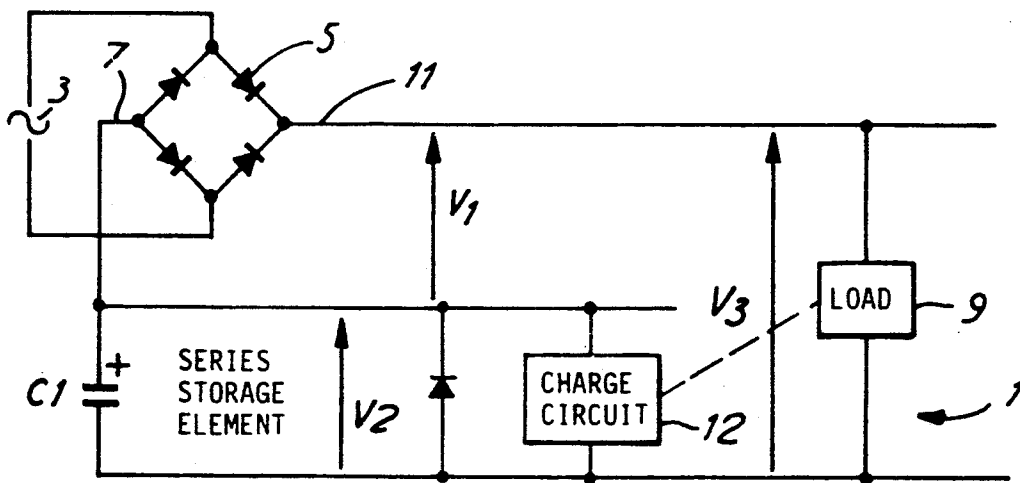 5
7
11
3
V1
V3
LOAD
9
C1
+
SERIES
STORAGE
ELEMENT
V2
CHARGE
CIRCUIT
12
1